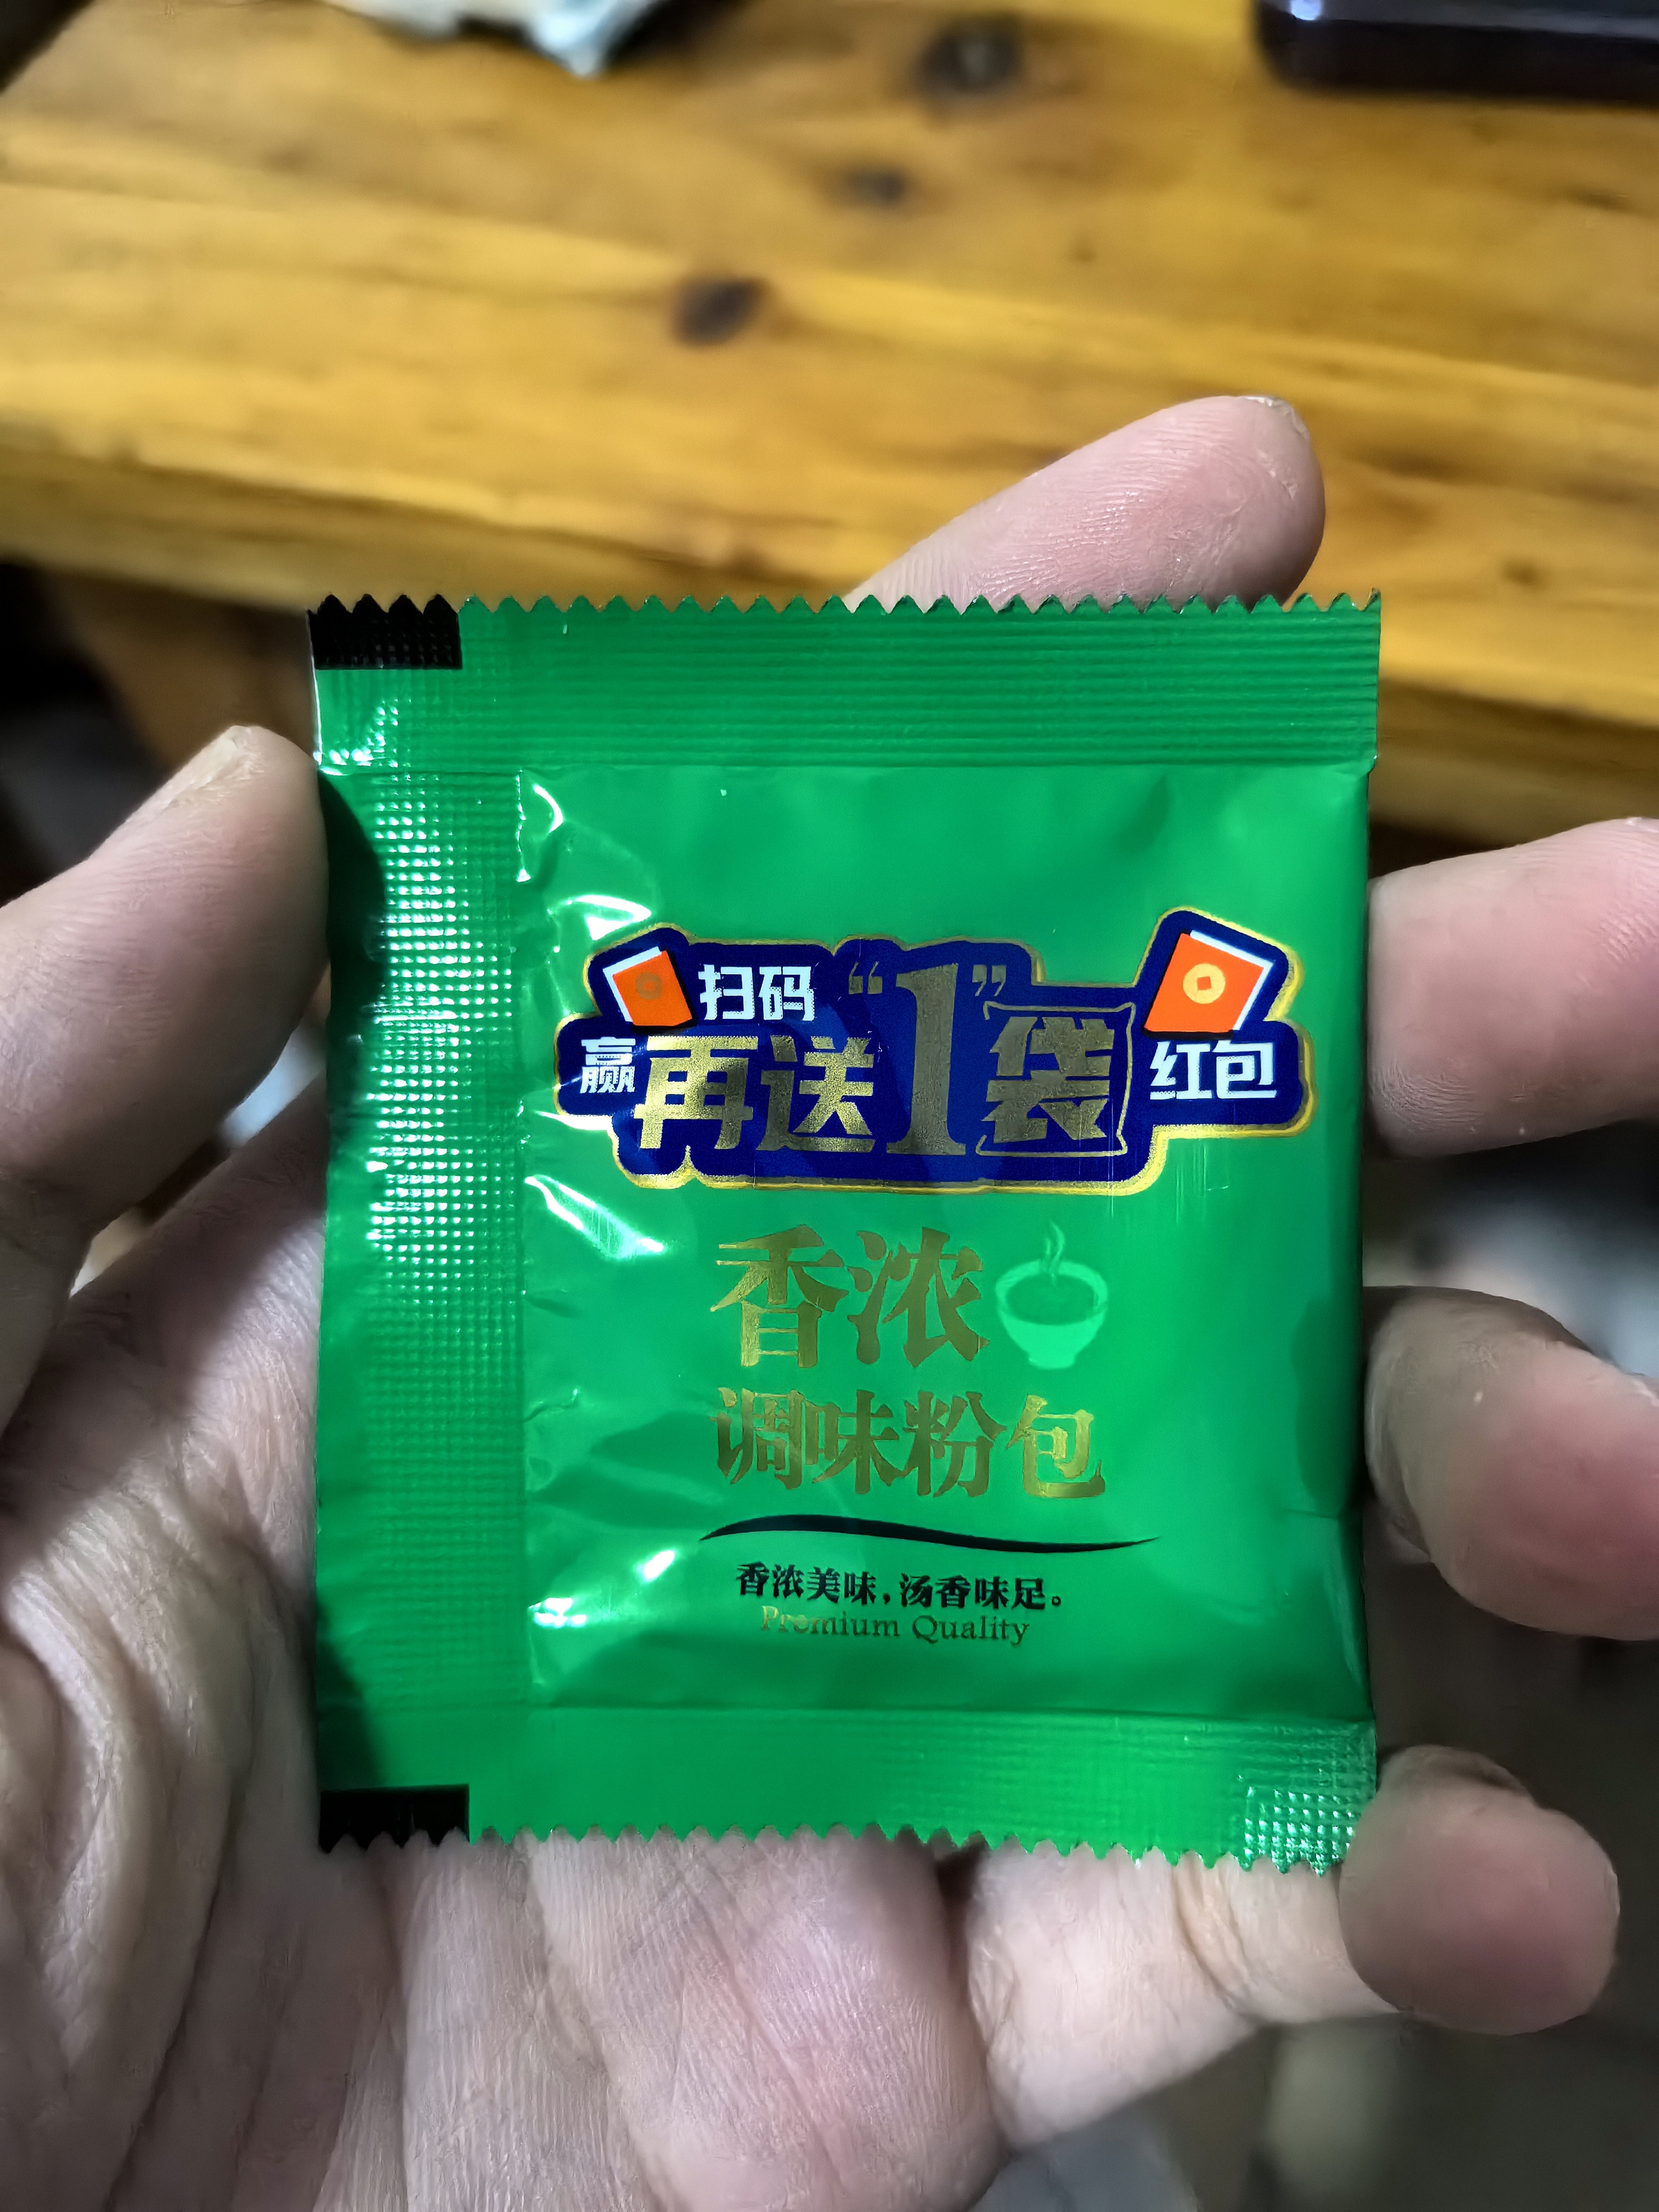 扫码
赢再送“1”袋红包
香浓
调味粉包
香浓美味，汤香味足。
Premium Quality